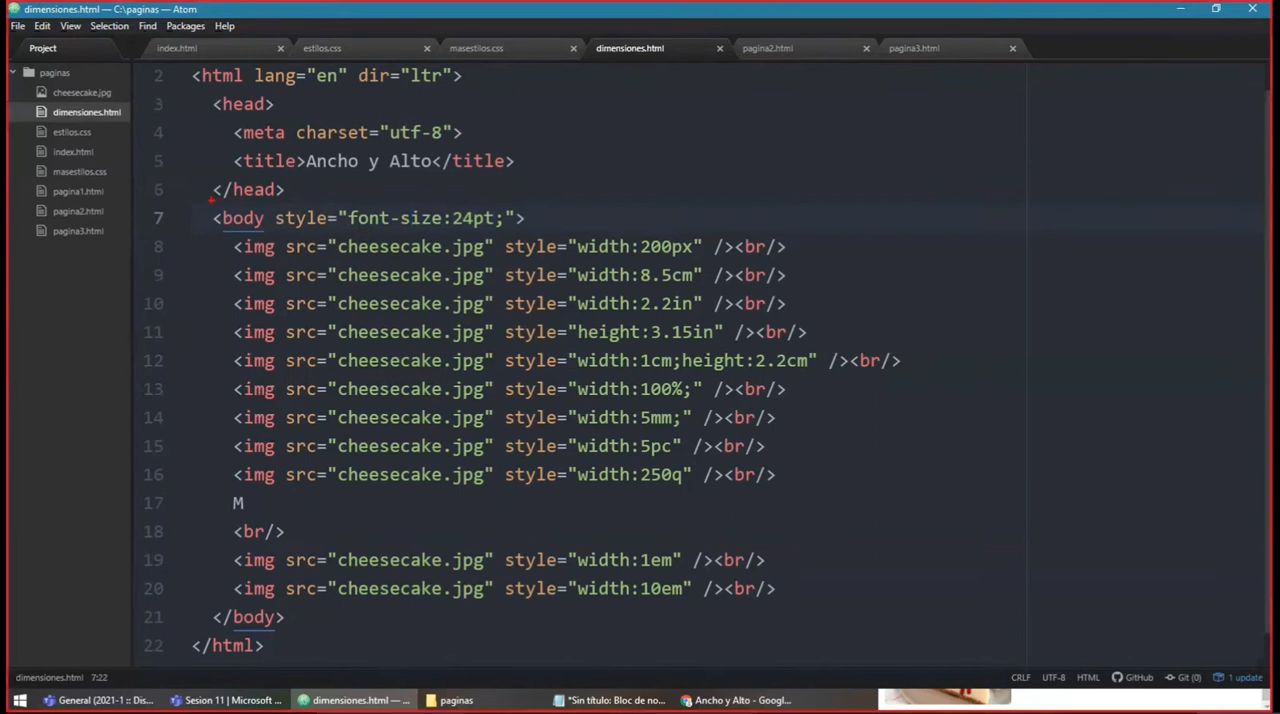 dimensiones.html — C:\paginas — Atom
File Edit View Selection Find Packages Help
Project index.html estilos.css masestilos.css dimensiones.html pagina2.html pagina3.html
paginas
cheesecake.jpg
dimensiones.html
estilos.css
index.html
masestilos.css
pagina1.html
pagina2.html
pagina3.html
2 <html lang="en" dir="ltr">
3 <head>
4 <meta charset="utf-8">
5 <title>Ancho y Alto</title>
6 </head>
7 <body style="font-size:24pt;">
8 <img src="cheesecake.jpg" style="width:200px" /><br/>
9 <img src="cheesecake.jpg" style="width:8.5cm" /><br/>
10 <img src="cheesecake.jpg" style="width:2.2in" /><br/>
11 <img src="cheesecake.jpg" style="height:3.15in" /><br/>
12 <img src="cheesecake.jpg" style="width:1cm;height:2.2cm" /><br/>
13 <img src="cheesecake.jpg" style="width:100%;" /><br/>
14 <img src="cheesecake.jpg" style="width:5mm;" /><br/>
15 <img src="cheesecake.jpg" style="width:5pc" /><br/>
16 <img src="cheesecake.jpg" style="width:250q" /><br/>
17 M
18 <br/>
19 <img src="cheesecake.jpg" style="width:1em" /><br/>
20 <img src="cheesecake.jpg" style="width:10em" /><br/>
21 </body>
22 </html>
dimensiones.html 7:22 CRLF UTF-8 HTML GitHub Git (0) 1 update
General (2021-1 :: Dis... Sesion 11 | Microsoft ... dimensiones.html — ... paginas *Sin título: Bloc de no... Ancho y Alto - Googl...